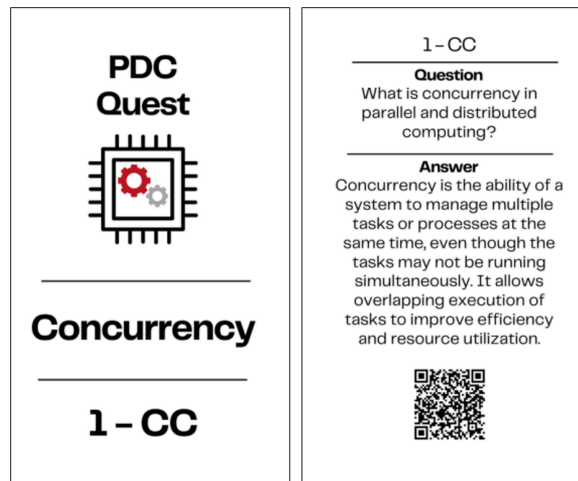 PDC
Quest
Concurrency
1 – CC
1 – CC
Question
What is concurrency in
parallel and distributed
computing?
Answer
Concurrency is the ability of a
system to manage multiple
tasks or processes at the
same time, even though the
tasks may not be running
simultaneously. It allows
overlapping execution of
tasks to improve efficiency
and resource utilization.